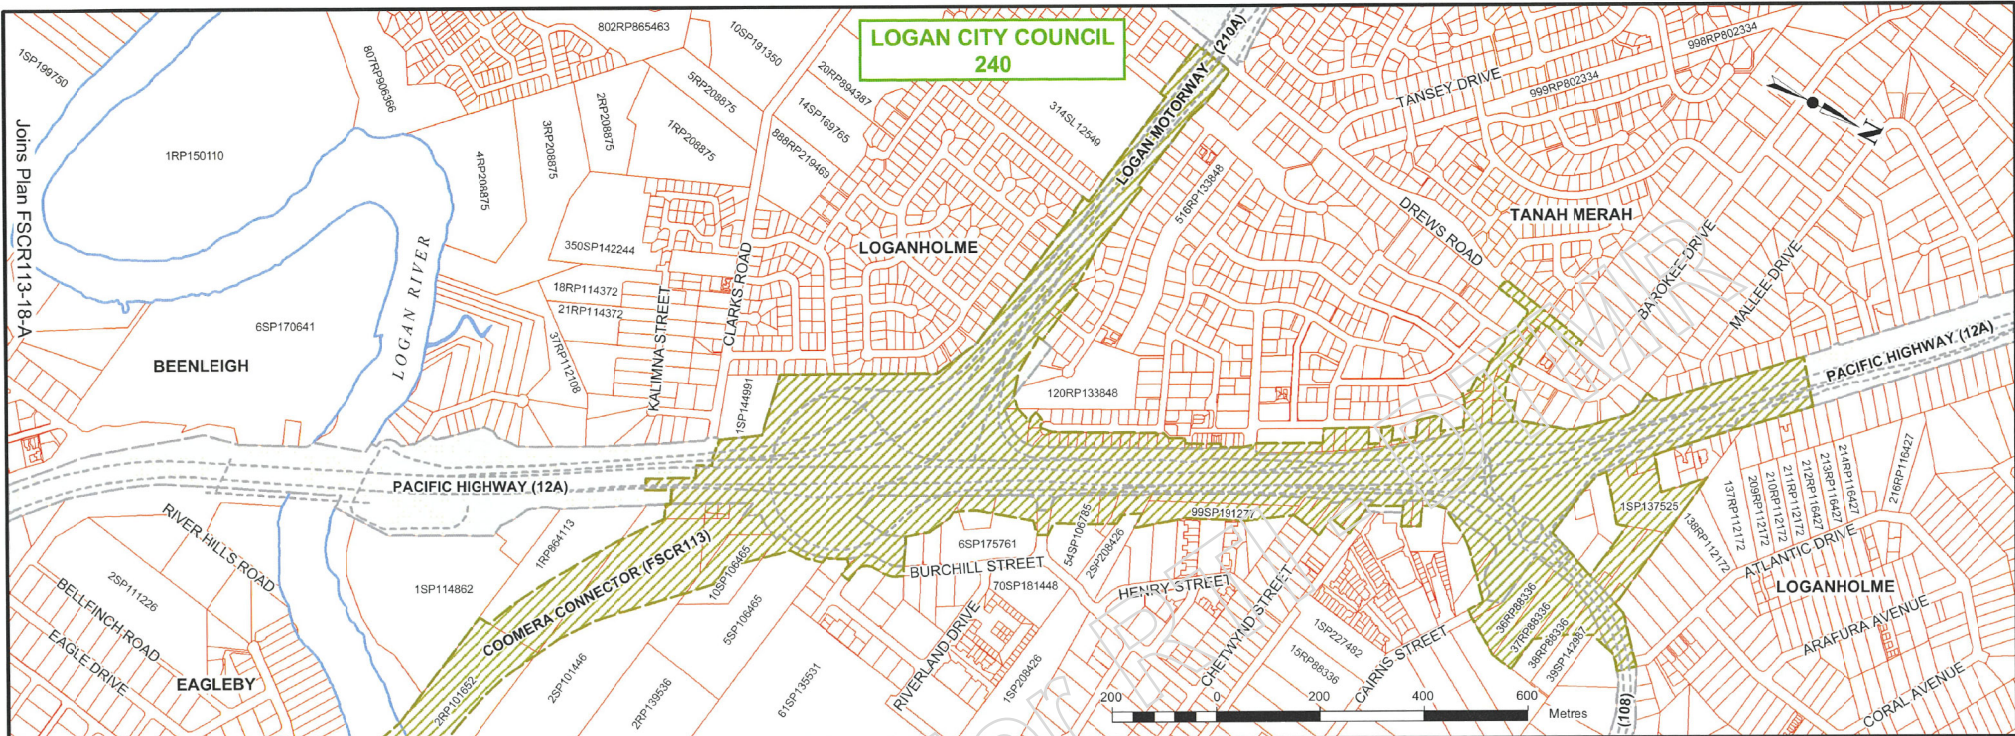 LOGAN CITY COUNCIL
240
802RP865463
10SP191350
1SP199750
807RP906366
5RP208875
20RP894387
2RP208875
14SP169765
1RP208875
888RP219469
3RP208875
4RP208875
1RP150110
Joins Plan FSCR113-18-A
314SL12549
LOGAN MOTORWAY
(210A)
516RP133848
TANSEY DRIVE
998RP802334
999RP802334
N
DREWS ROAD
TANAH MERAH
BAROKEE DRIVE
MALLEE DRIVE
350SP142244
LOGANHOLME
LOGAN RIVER
18RP114372
21RP114372
KALIMNA STREET
CLARKS ROAD
6SP170641
BEENLEIGH
37RP112108
1SP144991
120RP133848
PACIFIC HIGHWAY (12A)
PACIFIC HIGHWAY (12A)
RIVER HILLS ROAD
1RP864113
COOMERA CONNECTOR (FSCR113)
10SP106465
6SP175761
54SP106785
2SP208426
BURCHILL STREET
70SP181448
HENRY STREET
CHETWYND STREET
1SP137525
138RP112172
137RP112172
209RP112172
210RP112172
211RP112172
212RP116427
213RP116427
214RP116427
216RP116427
ATLANTIC DRIVE
LOGANHOLME
ARAFURA AVENUE
CORAL AVENUE
2SP111226
BELLFINCH ROAD
EAGLE DRIVE
EAGLEBY
1SP114862
2RP101652
2SP101446
2RP139536
5SP106465
61SP135531
RIVERLAND DRIVE
1SP208426
1SP227482
15RP88336
CAIRNS STREET
36RP88336
37RP88336
38RP88336
39SP142987
(108)
200 0 200 400 600
Metres